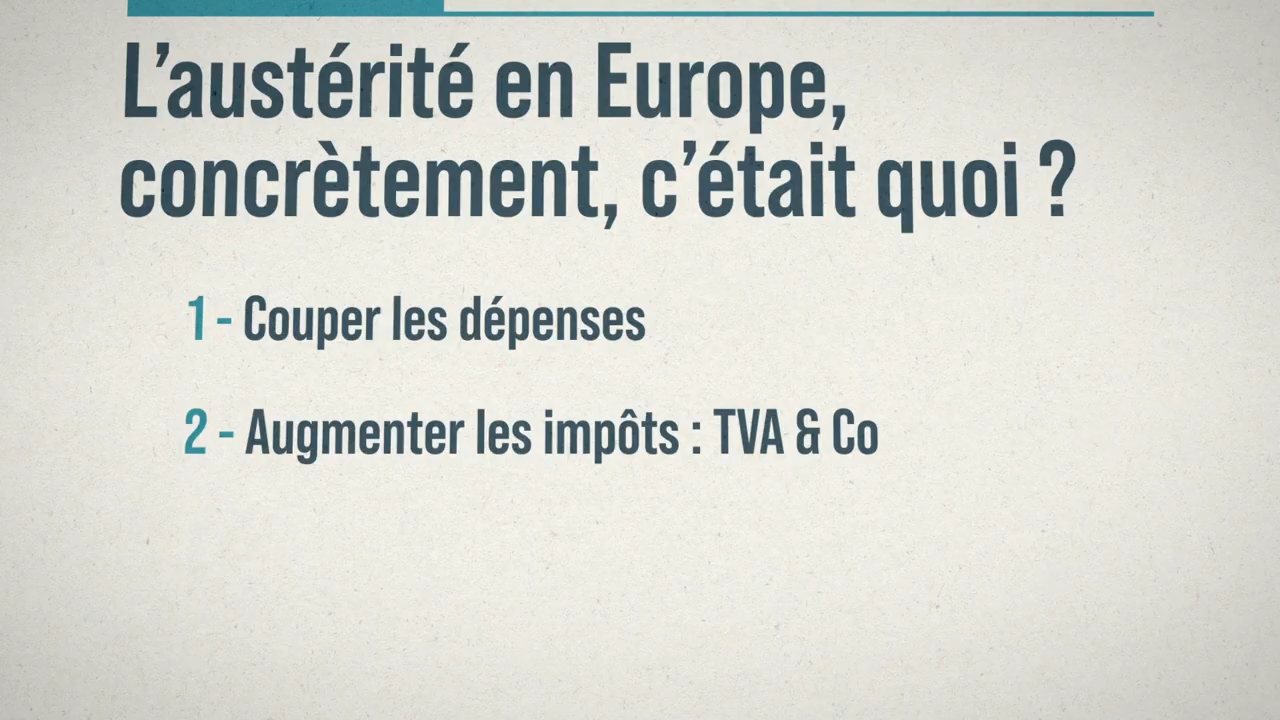 L’austérité en Europe,
concrètement, c’était quoi ?
1 - Couper les dépenses
2 - Augmenter les impôts : TVA & Co